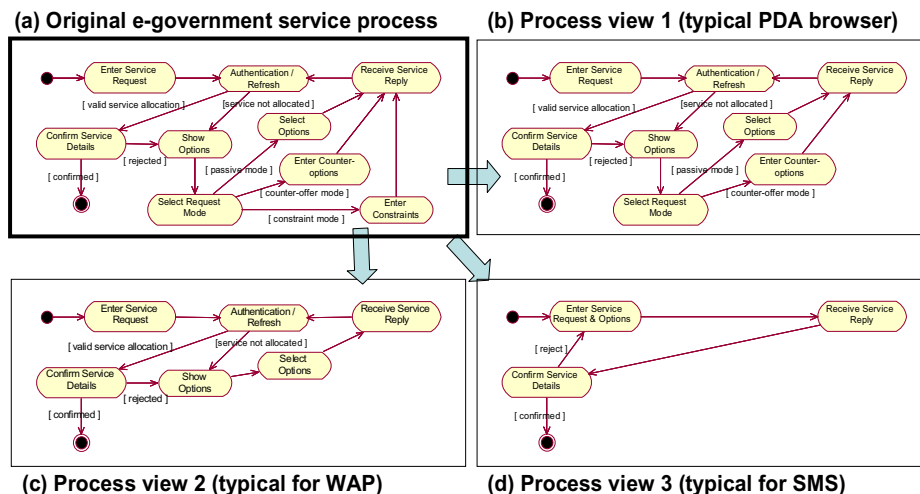 (a) Original e-government service process
Enter Service
Request
Authentication /
Refresh
Receive Service
Reply
[ valid service allocation ]
[service not allocated ]
Select
Options
Confirm Service
Details
Show
Options
[ rejected ]
Enter Counter-
options
[ passive mode ]
[ confirmed ]
[ counter-offer mode ]
Select Request
Mode
Enter
Constraints
[ constraint mode ]
(b) Process view 1 (typical PDA browser)
Enter Service
Request
Authentication /
Refresh
Receive Service
Reply
[ valid service allocation ]
[service not allocated ]
Select
Options
Confirm Service
Details
Show
Options
[ rejected ]
Enter Counter-
options
[ passive mode ]
[ confirmed ]
[ counter-offer mode ]
Select Request
Mode
Enter Service
Request
Authentication /
Refresh
Receive Service
Reply
[ valid service allocation ]
[service not allocated ]
Select
Options
Confirm Service
Details
Show
Options
[ rejected ]
[ confirmed ]
(c) Process view 2 (typical for WAP)
Enter Service
Request & Options
Receive Service
Reply
[ reject ]
Confirm Service
Details
[ confirmed ]
(d) Process view 3 (typical for SMS)